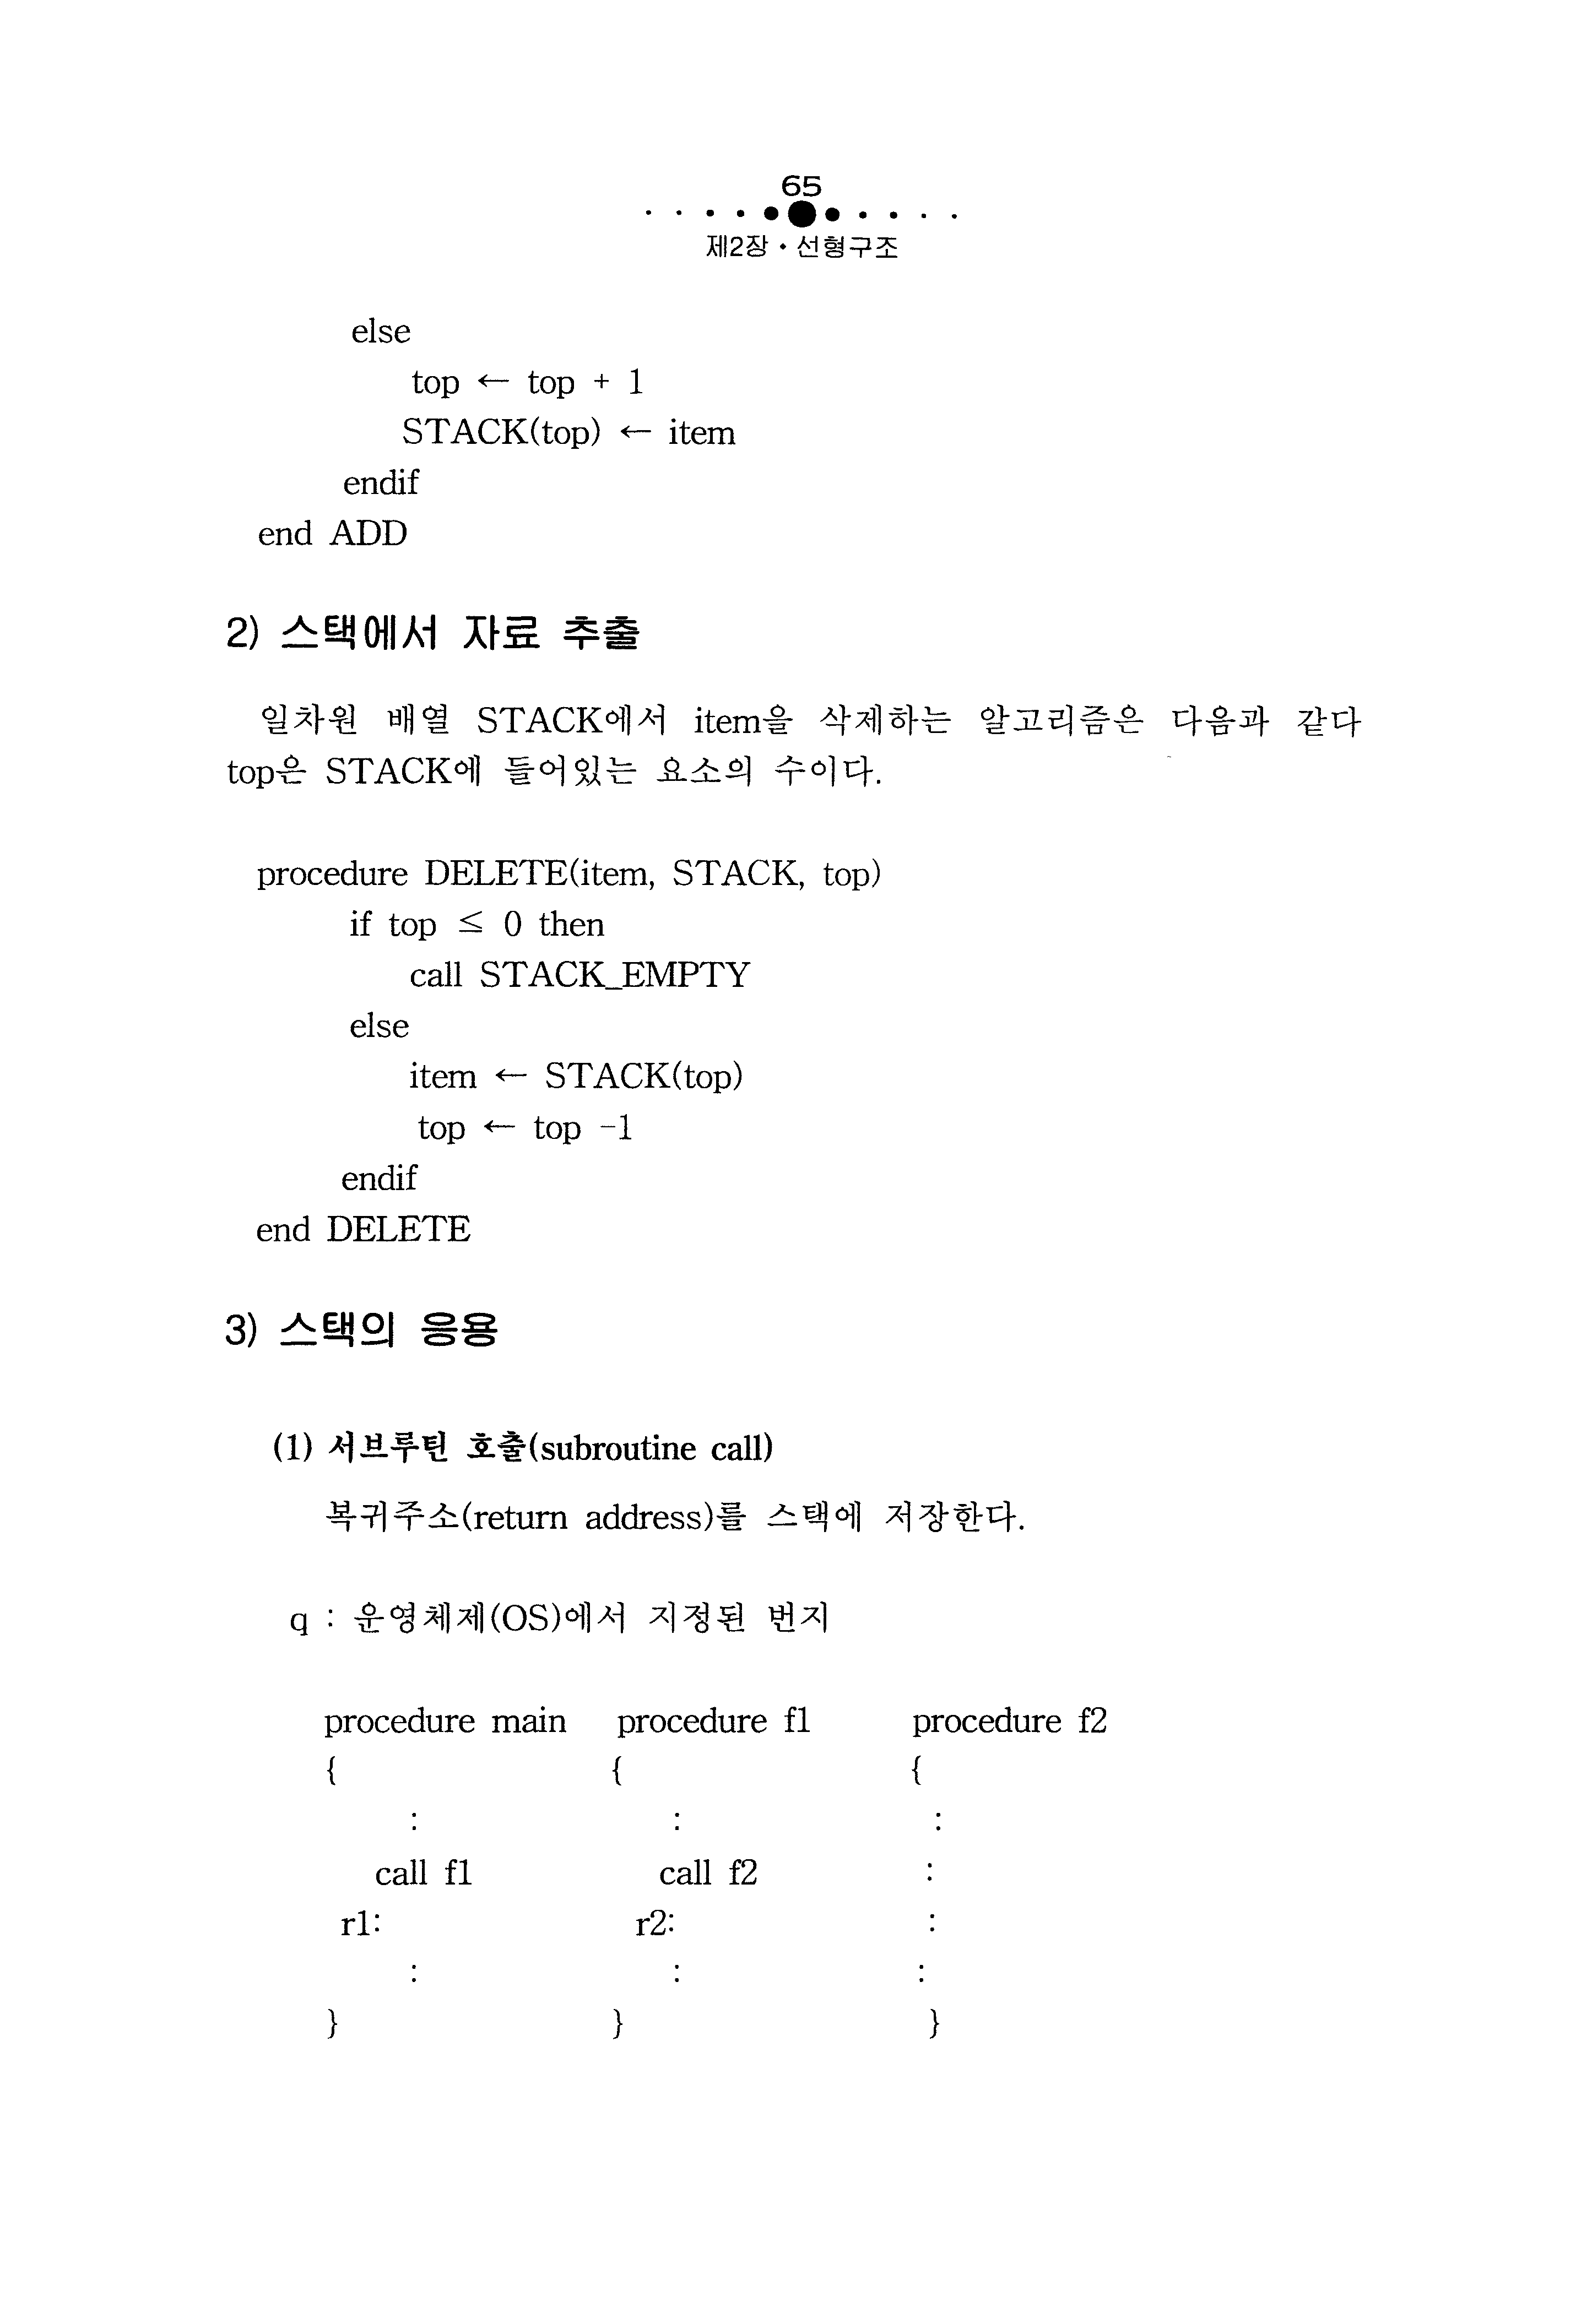 65
제2장 • 선형구조
else
top ← top + 1
STACK(top) ← item
endif
end ADD
2) 스택에서 자료 추출
일차원 배열 STACK에서 item을 삭제하는 알고리즘은 다음과 같다
top은 STACK에 들어있는 요소의 수이다.
procedure DELETE(item, STACK, top)
if top ≤ 0 then
call STACK_EMPTY
else
item ← STACK(top)
top ← top -1
endif
end DELETE
3) 스택의 응용
(1) 서브루틴 호출(subroutine call)
복귀주소(return address)를 스택에 저장한다.
q : 운영체제(OS)에서 지정된 번지
procedure main procedure f1 procedure f2
{ { {
: : :
call f1 call f2 :
r1: r2: :
: : :
} } }